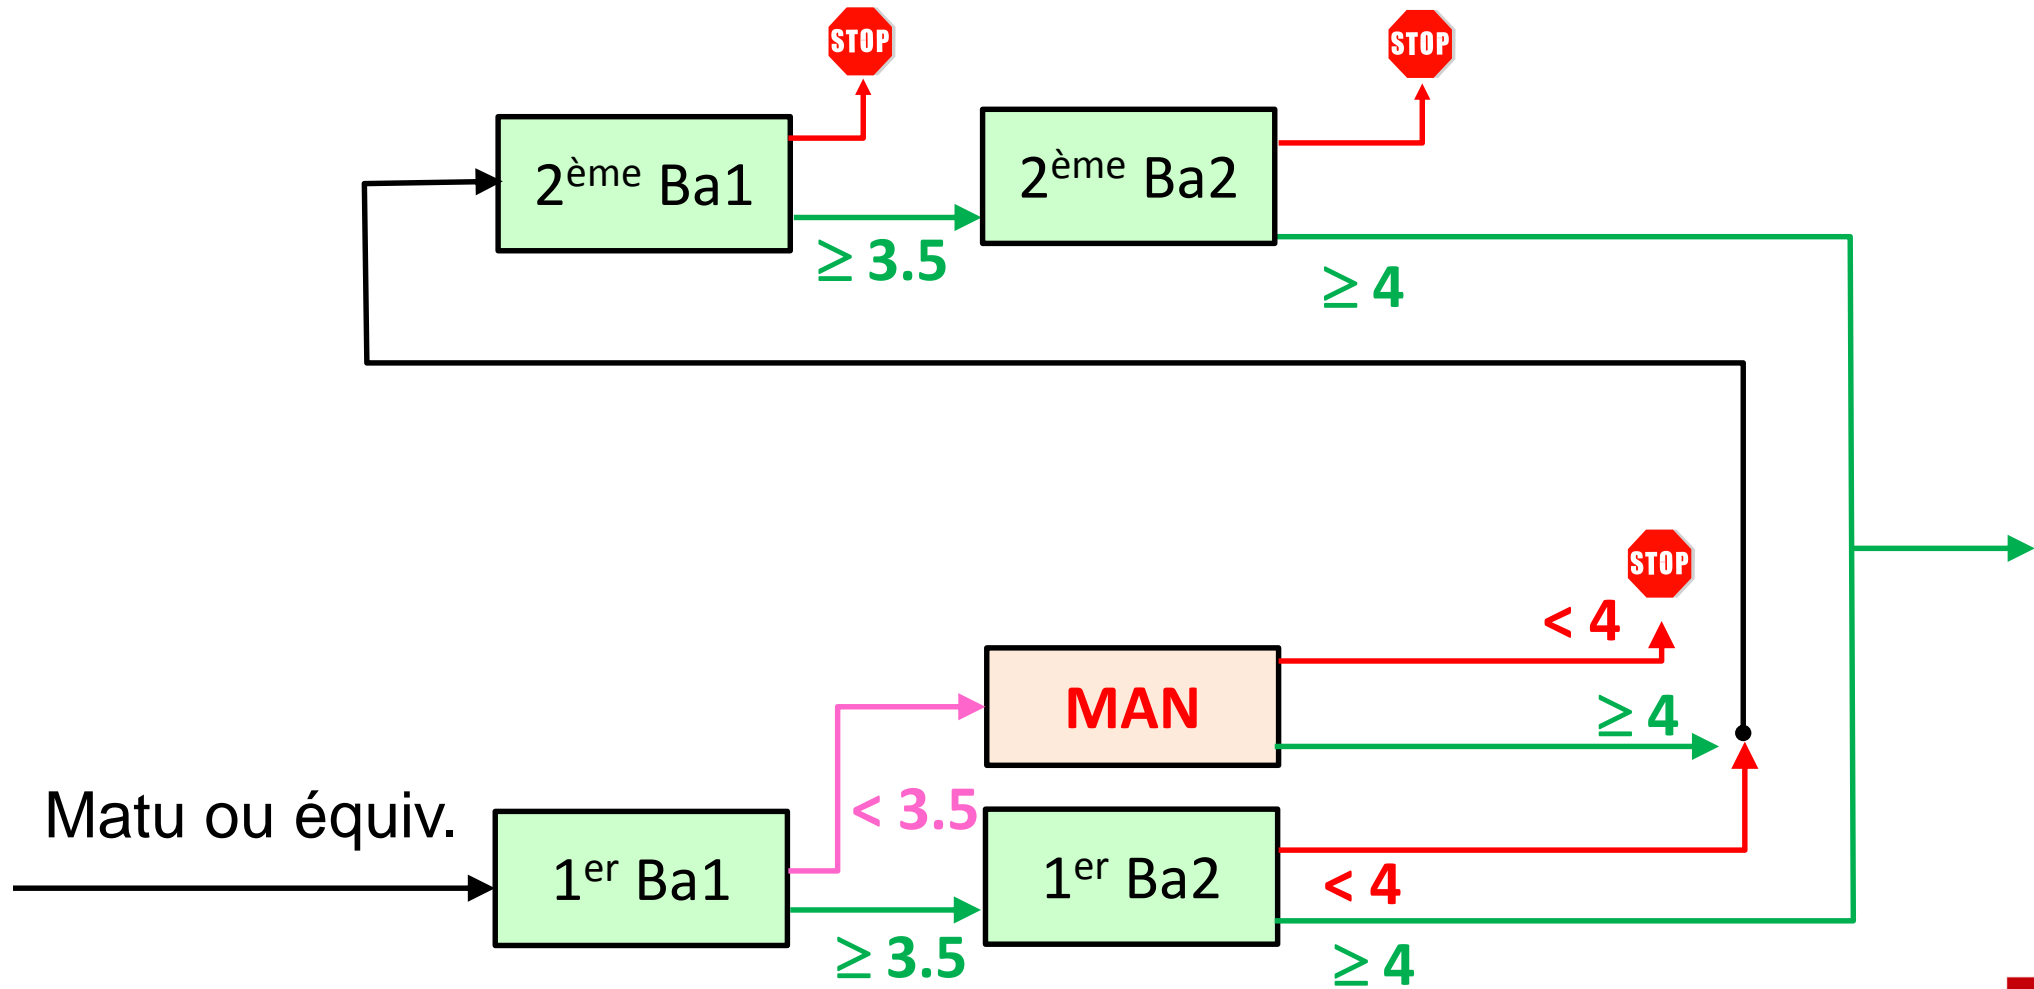 STOP
STOP
2ème Ba1
2ème Ba2
≥ 3.5
≥ 4
STOP
< 4
MAN
≥ 4
Matu ou équiv.
< 3.5
1er Ba1
1er Ba2
< 4
≥ 3.5
≥ 4